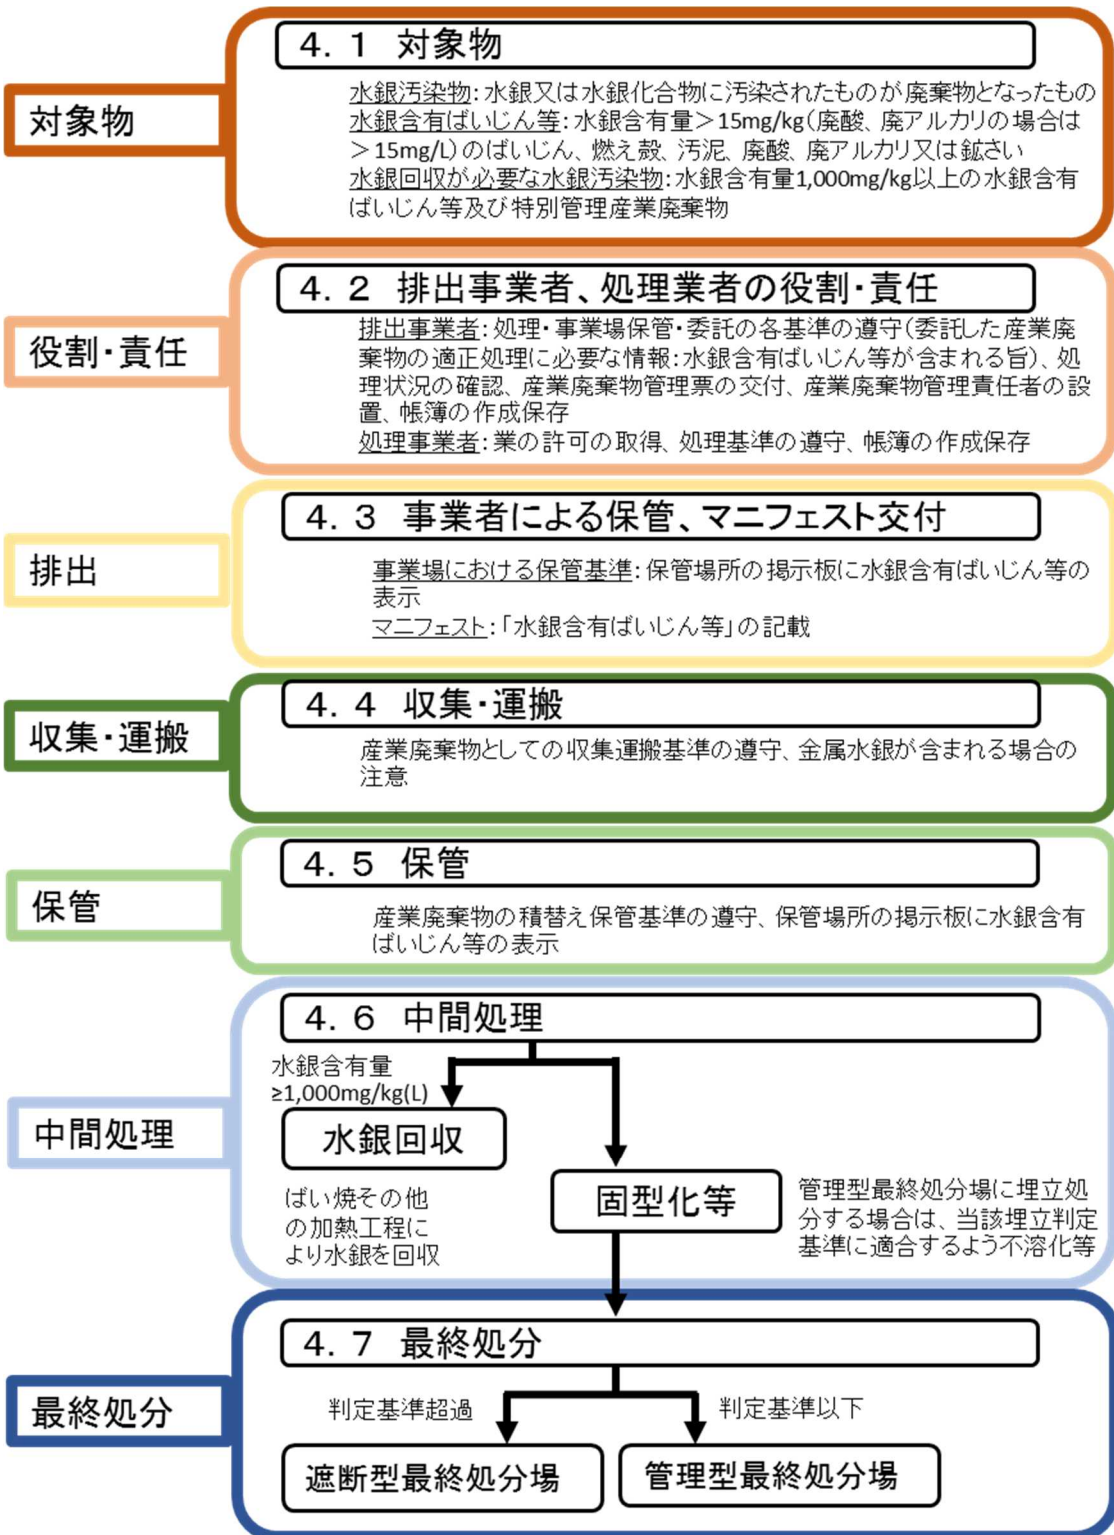 対象物
4．1 対象物
水銀汚染物：水銀又は水銀化合物に汚染されたものが廃棄物となったもの
水銀含有ばいじん等：水銀含有量＞15mg/kg（廃酸、廃アルカリの場合は
＞15mg/L）のばいじん、燃え殻、汚泥、廃酸、廃アルカリ又は鉱さい
水銀回収が必要な水銀汚染物：水銀含有量1,000mg/kg以上の水銀含有
ばいじん等及び特別管理産業廃棄物
役割・責任
4．2 排出事業者、処理業者の役割・責任
排出事業者：処理・事業場保管・委託の各基準の遵守（委託した産業廃
棄物の適正処理に必要な情報：水銀含有ばいじん等が含まれる旨）、処
理状況の確認、産業廃棄物管理票の交付、産業廃棄物管理責任者の設
置、帳簿の作成保存
処理事業者：業の許可の取得、処理基準の遵守、帳簿の作成保存
排出
4．3 事業者による保管、マニフェスト交付
事業場における保管基準：保管場所の掲示板に水銀含有ばいじん等の
表示
マニフェスト：「水銀含有ばいじん等」の記載
収集・運搬
4．4 収集・運搬
産業廃棄物としての収集運搬基準の遵守、金属水銀が含まれる場合の
注意
保管
4．5 保管
産業廃棄物の積替え保管基準の遵守、保管場所の掲示板に水銀含有
ばいじん等の表示
中間処理
4．6 中間処理
水銀含有量
≥1,000mg/kg(L)
水銀回収
ばい焼その他
の加熱工程に
より水銀を回収
固型化等
管理型最終処分場に埋立処
分する場合は、当該埋立判定
基準に適合するよう不溶化等
最終処分
4．7 最終処分
判定基準超過
判定基準以下
遮断型最終処分場
管理型最終処分場